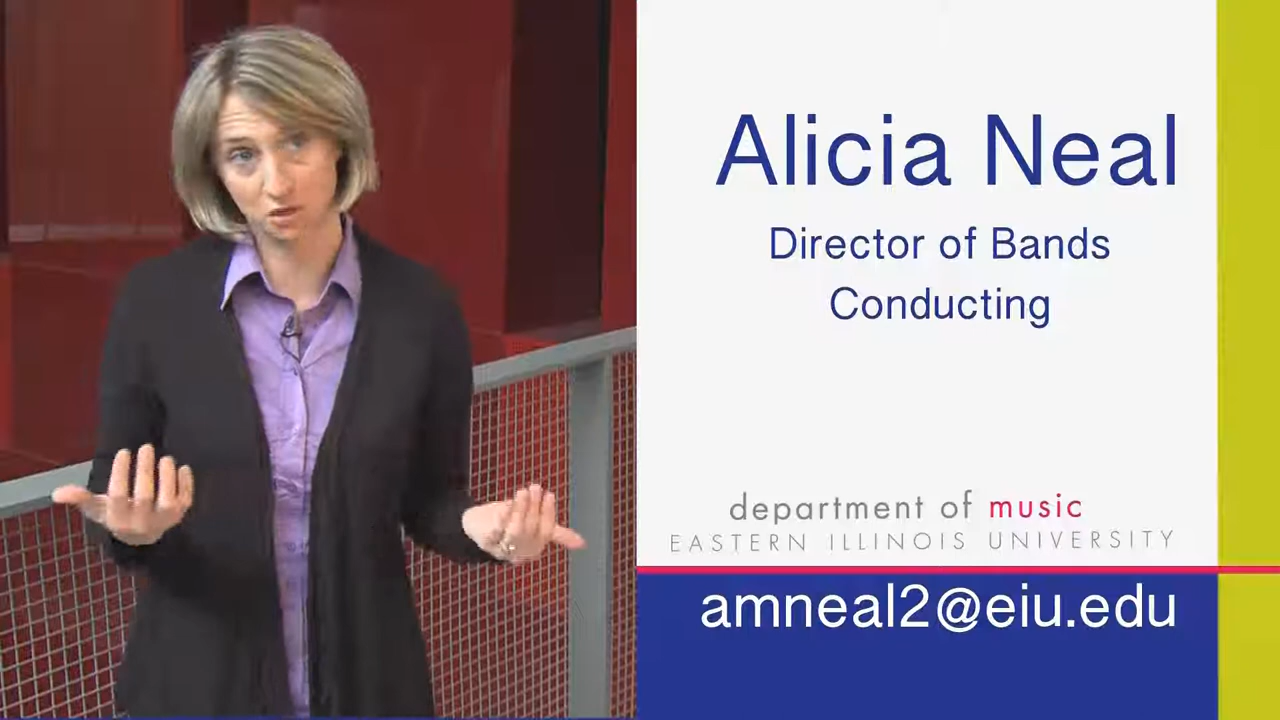 Alicia Neal
Director of Bands
Conducting
department of music
EASTERN ILLINOIS UNIVERSITY
amneal2@eiu.edu